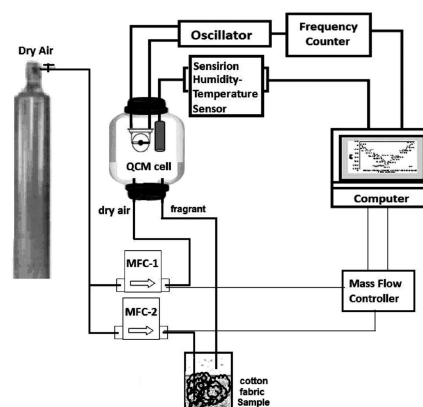 Dry Air
Oscillator
Frequency
Counter
Sensirion
Humidity-
Temperature
Sensor
QCM cell
dry air
fragrant
Computer
MFC-1
MFC-2
Mass Flow
Controller
cotton
fabric
Sample